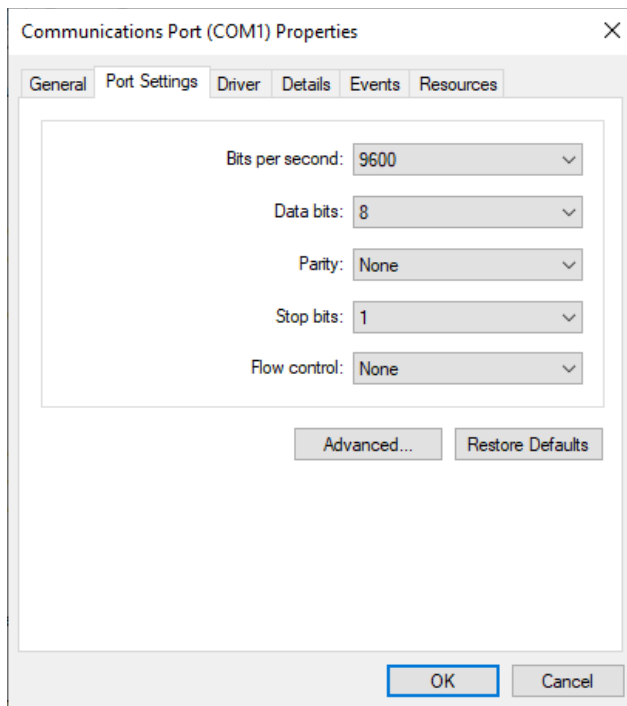 Communications Port (COM1) Properties
General Port Settings Driver Details Events Resources
Bits per second: 9600
Data bits: 8
Parity: None
Stop bits: 1
Flow control: None
Advanced... Restore Defaults
OK Cancel